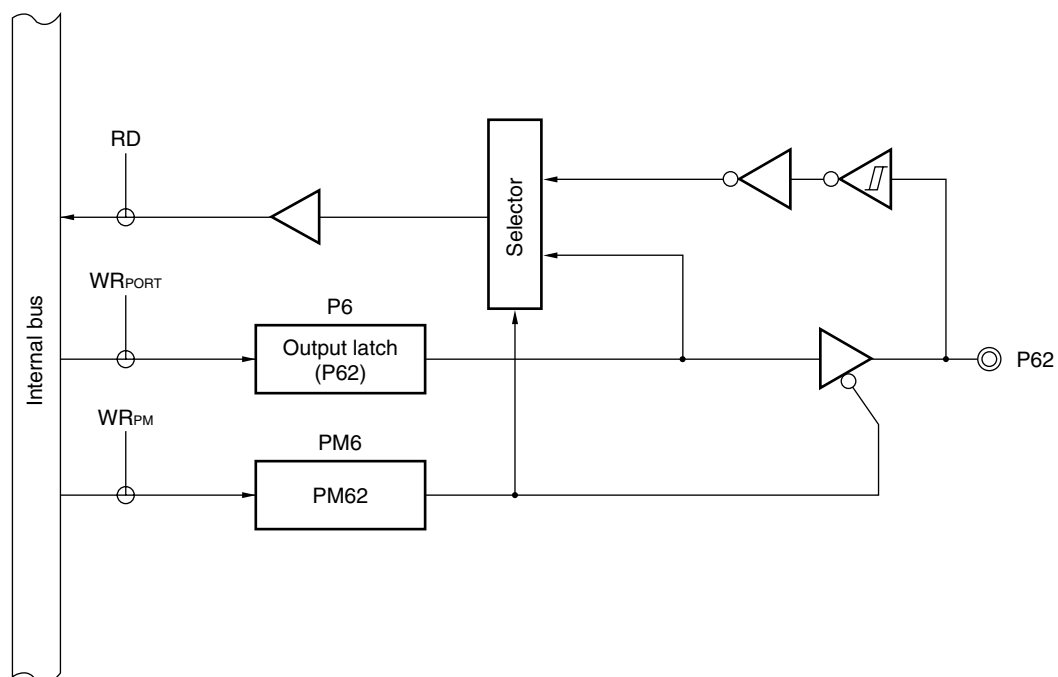 RD
Selector
WRPORT
P6
Internal bus
Output latch
(P62)
P62
WRPM
PM6
PM62